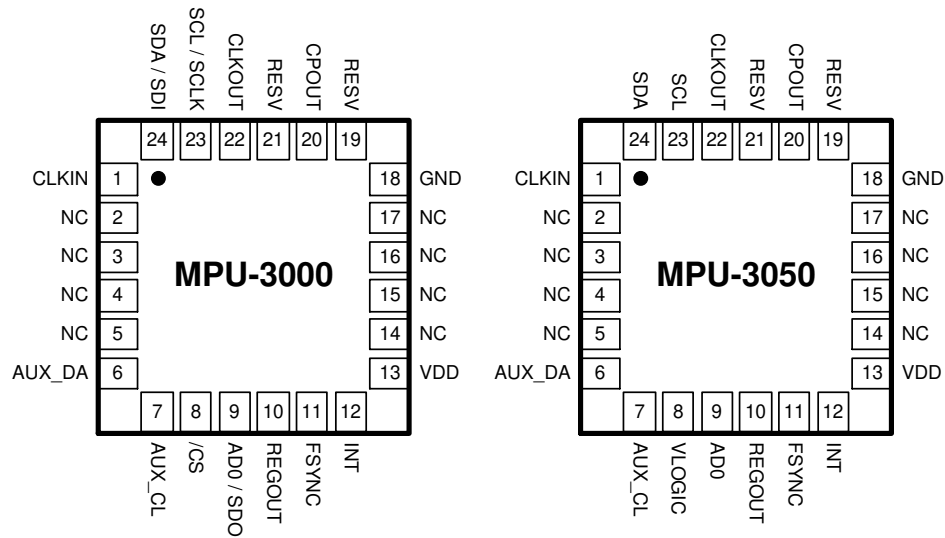 SDA / SDI
SCL / SCLK
CLKOUT
RESV
CPOUT
RESV
24 23 22 21 20 19
CLKIN 1
NC 2
NC 3
NC 4
NC 5
AUX_DA 6
MPU-3000
18 GND
17 NC
16 NC
15 NC
14 NC
13 VDD
7 8 9 10 11 12
AUX_CL
/CS
AD0 / SDO
REGOUT
FSYNC
INT
SDA
SCL
CLKOUT
RESV
CPOUT
RESV
24 23 22 21 20 19
CLKIN 1
NC 2
NC 3
NC 4
NC 5
AUX_DA 6
MPU-3050
18 GND
17 NC
16 NC
15 NC
14 NC
13 VDD
7 8 9 10 11 12
AUX_CL
VLOGIC
AD0
REGOUT
FSYNC
INT